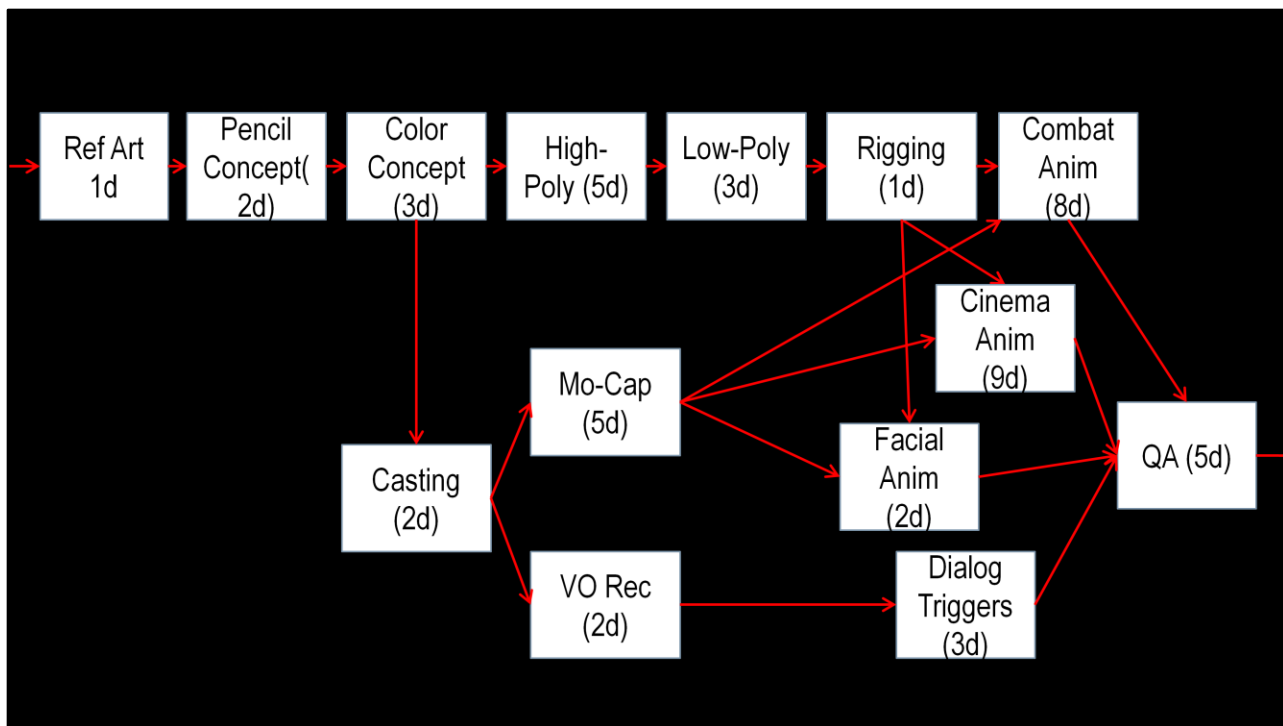 Ref Art
1d
Pencil
Concept(
2d)
Color
Concept
(3d)
High-
Poly (5d)
Low-Poly
(3d)
Rigging
(1d)
Combat
Anim
(8d)
Cinema
Anim
(9d)
Mo-Cap
(5d)
Facial
Anim
(2d)
QA (5d)
Casting
(2d)
VO Rec
(2d)
Dialog
Triggers
(3d)